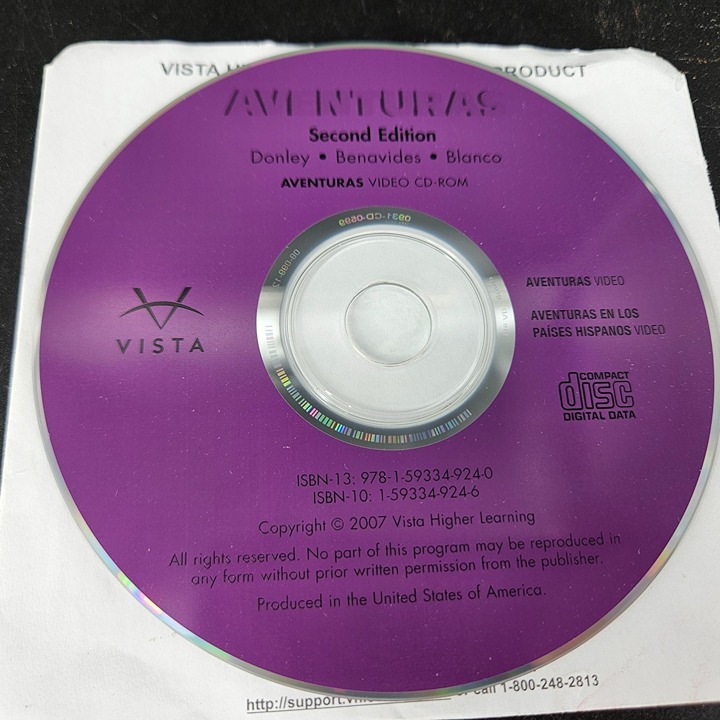 VISTA PRODUCT
AVENTURAS
Second Edition
Donley • Benavides • Blanco
AVENTURAS VIDEO CD-ROM
0931-CD-0599
VISTA
AVENTURAS VIDEO
AVENTURAS EN LOS
PAÍSES HISPANOS VIDEO
COMPACT
disc
DIGITAL DATA
ISBN-13: 978-1-59334-924-0
ISBN-10: 1-59334-924-6
Copyright © 2007 Vista Higher Learning
All rights reserved. No part of this program may be reproduced in
any form without prior written permission from the publisher.
Produced in the United States of America.
http://support. call 1-800-248-2813